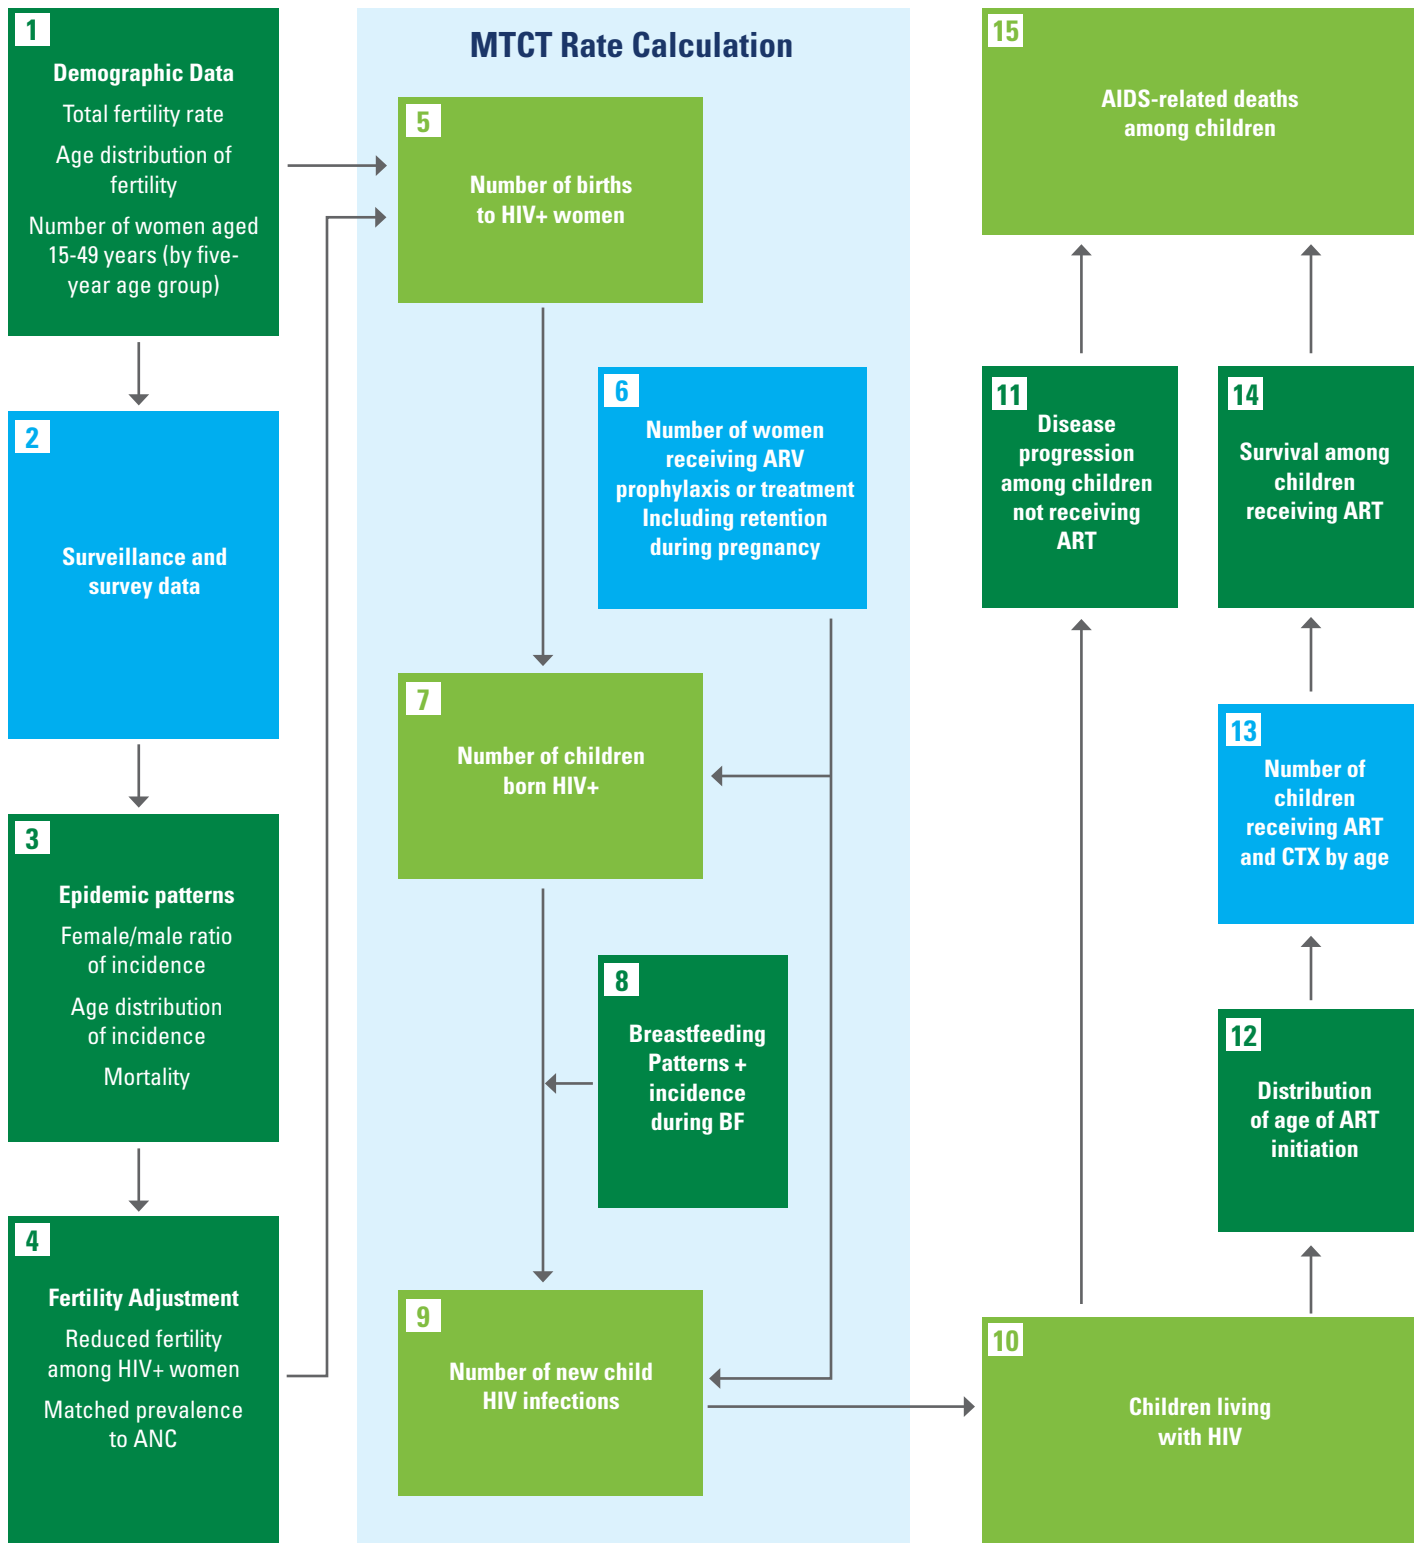 1
Demographic Data
Total fertility rate
Age distribution of
fertility
Number of women aged
15-49 years (by five-
year age group)
2
Surveillance and
survey data
3
Epidemic patterns
Female/male ratio
of incidence
Age distribution
of incidence
Mortality
4
Fertility Adjustment
Reduced fertility
among HIV+ women
Matched prevalence
to ANC
MTCT Rate Calculation
5
Number of births
to HIV+ women
6
Number of women
receiving ARV
prophylaxis or treatment
Including retention
during pregnancy
7
Number of children
born HIV+
8
Breastfeeding
Patterns +
incidence
during BF
9
Number of new child
HIV infections
10
Children living
with HIV
11
Disease
progression
among children
not receiving
ART
12
Distribution
of age of ART
initiation
13
Number of
children
receiving ART
and CTX by age
14
Survival among
children
receiving ART
15
AIDS-related deaths
among children